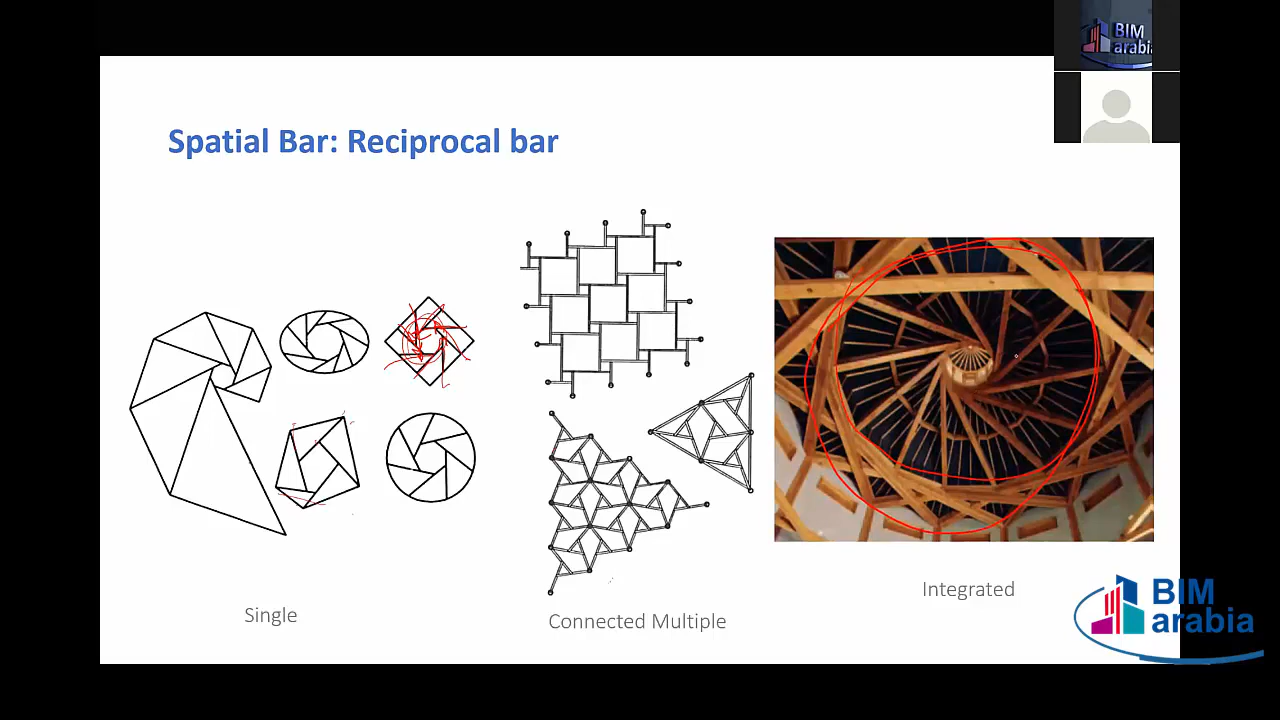 BIM
arabia
Spatial Bar: Reciprocal bar
Single
Connected Multiple
Integrated
BIM
arabia